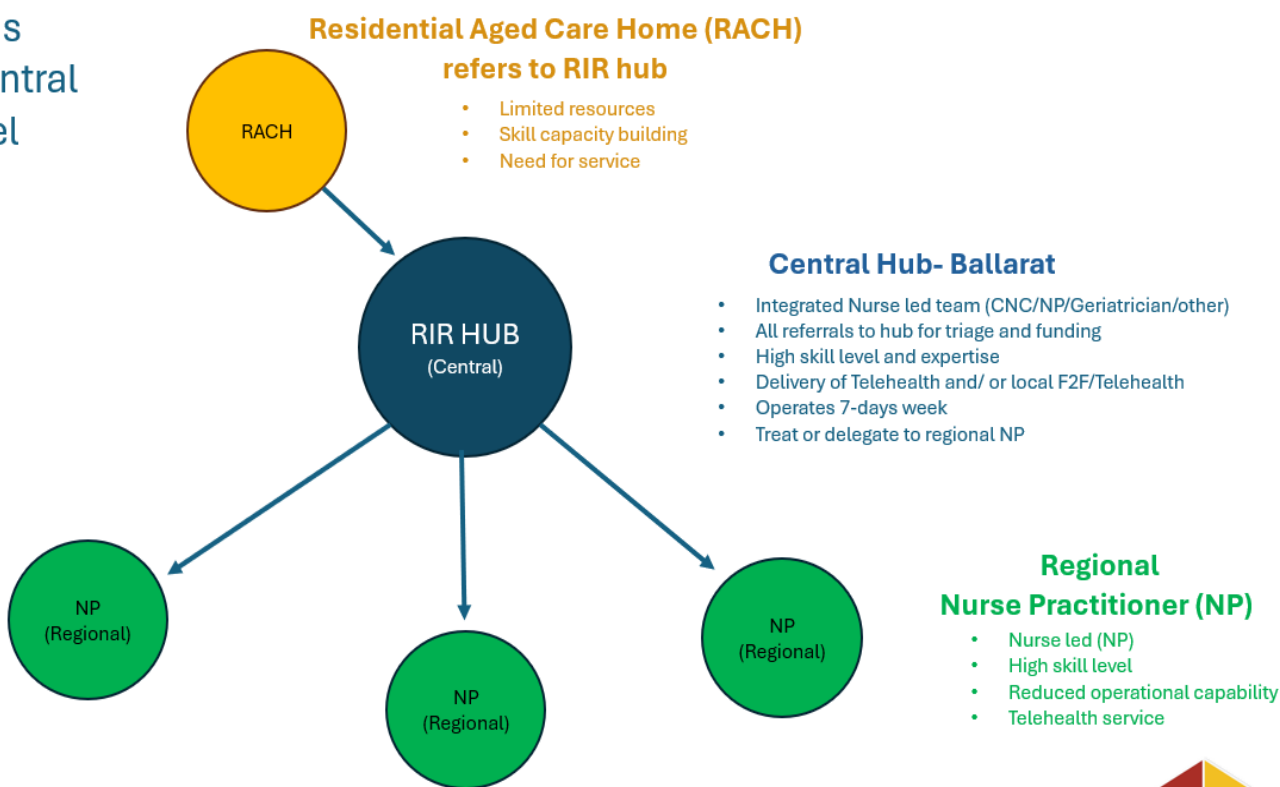 s
ntral
el
Residential Aged Care Home (RACH)
refers to RIR hub
• Limited resources
• Skill capacity building
• Need for service
RACH
RIR HUB
(Central)
Central Hub- Ballarat
• Integrated Nurse led team (CNC/NP/Geriatrician/other)
• All referrals to hub for triage and funding
• High skill level and expertise
• Delivery of Telehealth and/ or local F2F/Telehealth
• Operates 7-days week
• Treat or delegate to regional NP
NP
(Regional)
NP
(Regional)
NP
(Regional)
Regional
Nurse Practitioner (NP)
• Nurse led (NP)
• High skill level
• Reduced operational capability
• Telehealth service